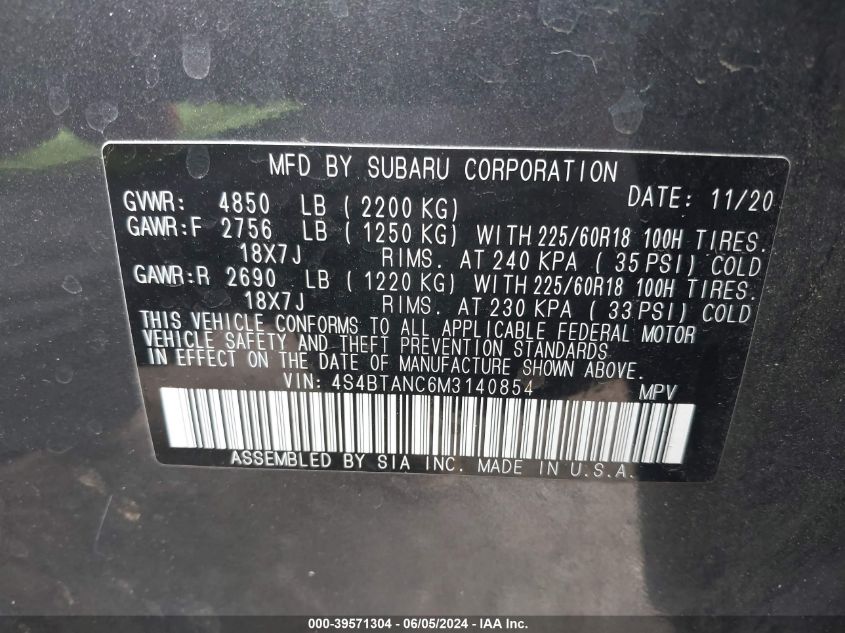 MFD BY SUBARU CORPORATION
DATE: 11/20
GVWR: 4850 LB ( 2200 KG)
GAWR:F 2756 LB ( 1250 KG) WITH 225/60R18 100H TIRES.
18X7J RIMS. AT 240 KPA ( 35 PSI) COLD
GAWR:R 2690 LB ( 1220 KG) WITH 225/60R18 100H TIRES.
18X7J RIMS. AT 230 KPA ( 33 PSI) COLD
THIS VEHICLE CONFORMS TO ALL APPLICABLE FEDERAL MOTOR
VEHICLE SAFETY AND THEFT PREVENTION STANDARDS
IN EFFECT ON THE DATE OF MANUFACTURE SHOWN ABOVE.
VIN: 4S4BTANC6M3140854 MPV
ASSEMBLED BY SIA INC. MADE IN U.S.A.
000-39571304 - 06/05/2024 - IAAI Inc.